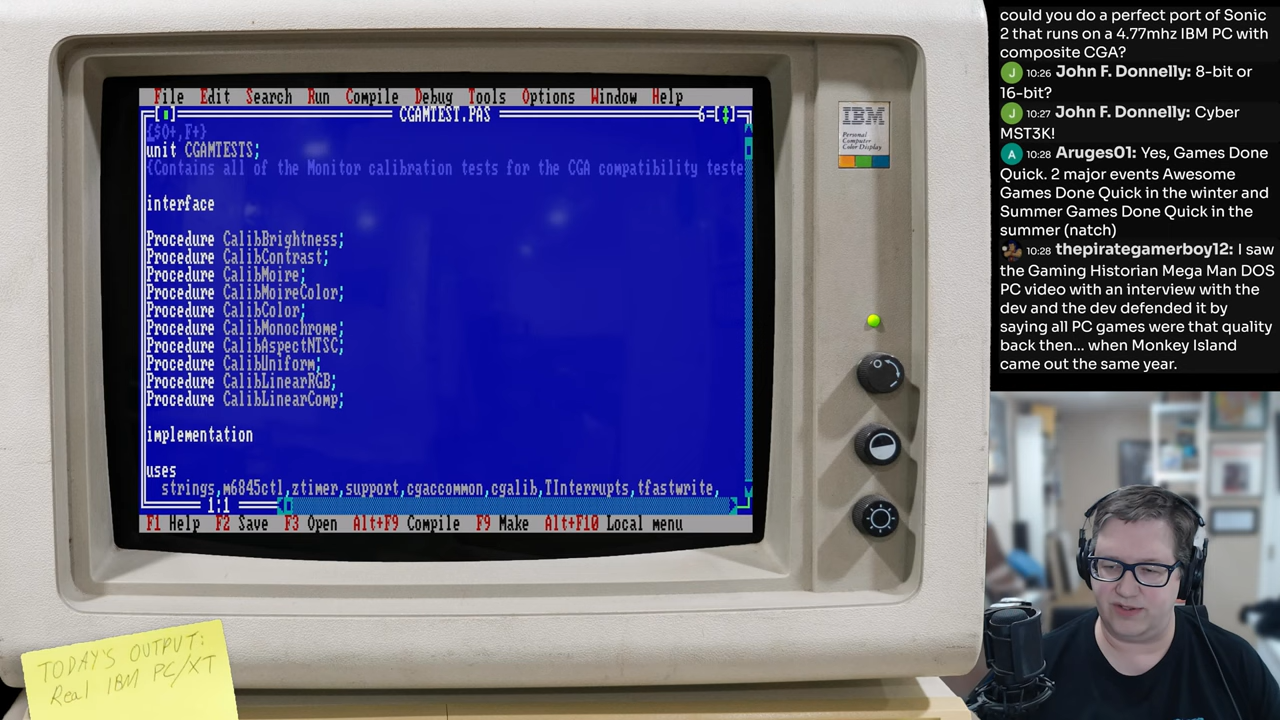 File Edit Search Run Compile Debug Tools Options Window Help
CGAMTEST.PAS 6
{$O+,F+}
unit CGAMTESTS;
{Contains all of the Monitor calibration tests for the CGA compatibility teste
interface
Procedure CalibBrightness;
Procedure CalibContrast;
Procedure CalibMoire;
Procedure CalibMoireColor;
Procedure CalibColor;
Procedure CalibMonochrome;
Procedure CalibAspectNTSC;
Procedure CalibUniform;
Procedure CalibLinearRGB;
Procedure CalibLinearComp;
implementation
uses
strings,m6845ctl,ztimer,support,cgaccommon,cgalib,TInterrupts,tfastwrite,
1:1
F1 Help F2 Save F3 Open Alt+F9 Compile F9 Make Alt+F10 Local menu
IBM
Personal
Computer
Color Display
TODAY'S OUTPUT:
Real IBM PC/XT
could you do a perfect port of Sonic
2 that runs on a 4.77mhz IBM PC with
composite CGA?
J 10:26 John F. Donnelly: 8-bit or
16-bit?
J 10:27 John F. Donnelly: Cyber
MST3K!
A 10:28 Aruges01: Yes, Games Done
Quick. 2 major events Awesome
Games Done Quick in the winter and
Summer Games Done Quick in the
summer (natch)
10:28 thepirategamerboy12: I saw
the Gaming Historian Mega Man DOS
PC video with an interview with the
dev and the dev defended it by
saying all PC games were that quality
back then... when Monkey Island
came out the same year.